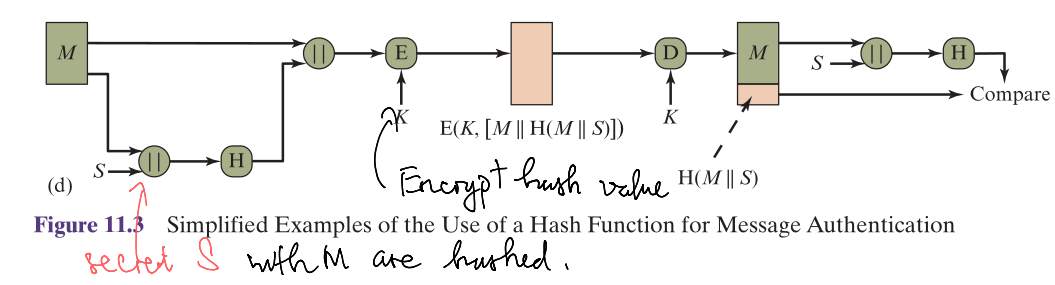 M || E D M || H
S
Compare
K K
E(K, [M || H(M || S)])
S || H
(d)
H(M || S)
Encrypt hash value
Figure 11.3 Simplified Examples of the Use of a Hash Function for Message Authentication
secret S with M are hashed.